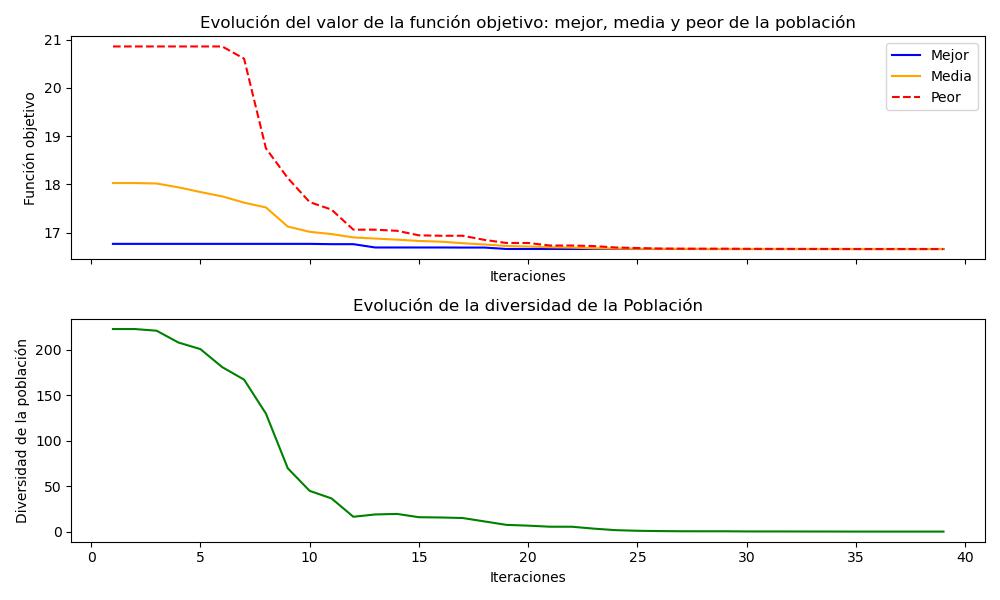 Evolución del valor de la función objetivo: mejor, media y peor de la población
21
20
19
18
17
Función objetivo
Mejor
Media
Peor
Iteraciones
Evolución de la diversidad de la Población
200
150
100
50
0
Diversidad de la población
0 5 10 15 20 25 30 35 40
Iteraciones